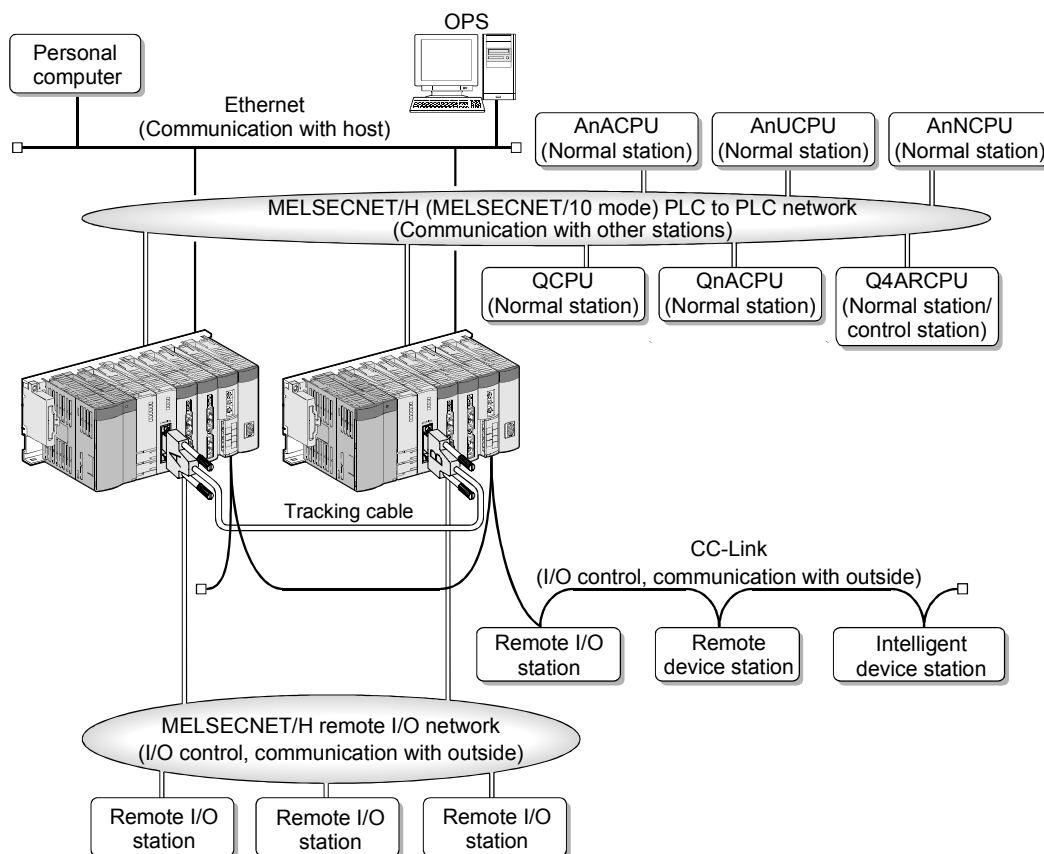 OPS
Personal
computer
Ethernet
(Communication with host)
AnACPU
(Normal station)
AnUCPU
(Normal station)
AnNCPU
(Normal station)
MELSECNET/H (MELSECNET/10 mode) PLC to PLC network
(Communication with other stations)
QCPU
(Normal station)
QnACPU
(Normal station)
Q4ARCPU
(Normal station/
control station)
A
B
Tracking cable
CC-Link
(I/O control, communication with outside)
Remote I/O
station
Remote
device station
Intelligent
device station
MELSECNET/H remote I/O network
(I/O control, communication with outside)
Remote I/O
station
Remote I/O
station
Remote I/O
station